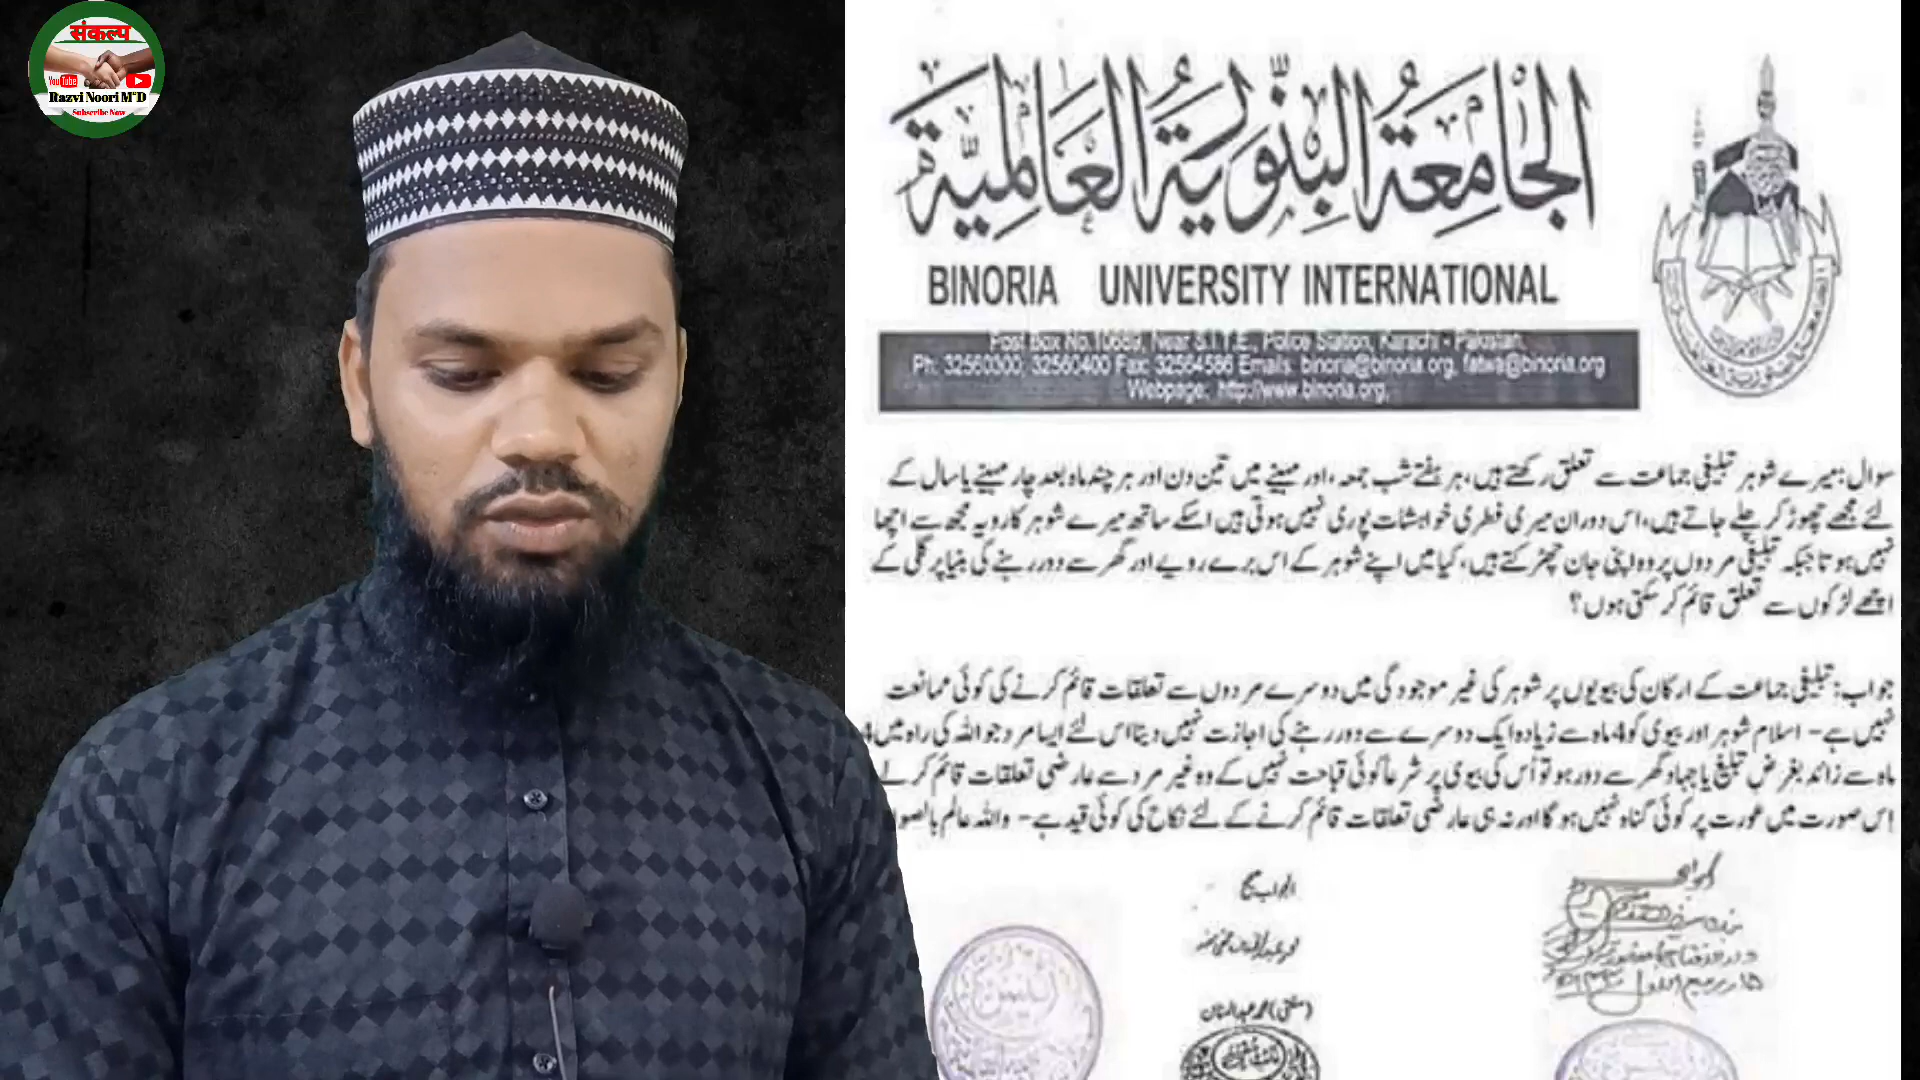 संकल्प
YouTube
Razvi Noori M*D
Subscribe Now
الجامعة البنورية العالمية
BINORIA UNIVERSITY INTERNATIONAL
Post Box No.10689, Near S.I.T.E., Police Station, Karachi - Pakistan.
Ph: 32560300, 32560400 Fax: 32564586 Emails: binoria@binoria.org, fatwa@binoria.org
Webpage: http://www.binoria.org,
سوال: میرے شوہر تبلیغی جماعت سے تعلق رکھتے ہیں، ہر ہفتے شب جمعہ، اور مہینے میں تین دن اور ہر چند ماہ بعد چار مہینے یا سال کے
لئے مجھے چھوڑ کر چلے جاتے ہیں، اس دوران میری فطری خواہشات پوری نہیں ہوتی ہیں اسکے ساتھ میرے شوہر کا رویہ مجھ سے اچھا
نہیں ہوتا جبکہ تبلیغی مردوں پر وہ اپنی جان چھڑکتے ہیں، کیا میں اپنے شوہر کے اس برے رویے اور گھر سے دور رہنے کی بنیا پر گلی کے
اچھے لڑکوں سے تعلق قائم کر سکتی ہوں؟
جواب: تبلیغی جماعت کے ارکان کی بیویوں پر شوہر کی غیر موجودگی میں دوسرے مردوں سے تعلقات قائم کرنے کی کوئی ممانعت
نہیں ہے- اسلام شوہر اور بیوی کو 4 ماہ سے زیادہ ایک دوسرے سے دور رہنے کی اجازت نہیں دیتا اس لئے ایسا مرد جو اللہ کی راہ میں 4
ماہ سے زائد بغرض تبلیغ یا جہاد گھر سے دور ہو تو اُس کی بیوی پر شرعاً کوئی قباحت نہیں کے وہ غیر مرد سے عارضی تعلقات قائم کر لے
اِس صورت میں عورت پر کوئی گناہ نہیں ہو گا اور نہ ہی عارضی تعلقات قائم کرنے کے لئے نکاح کی کوئی قید ہے- واللہ عالم بالصوا
الجواب صحیح
(مفتی) محمد عبدالمنان